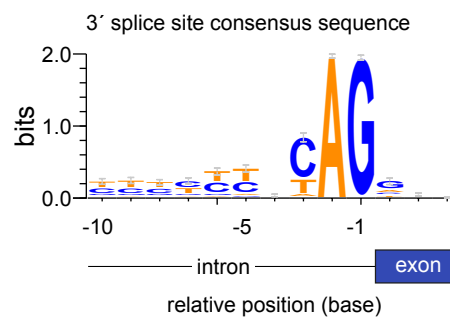 3´ splice site consensus sequence
2.0
bits
1.0
0.0
T T T C T T C A G G
C C C T C C T
-10 -5 -1
intron exon
relative position (base)